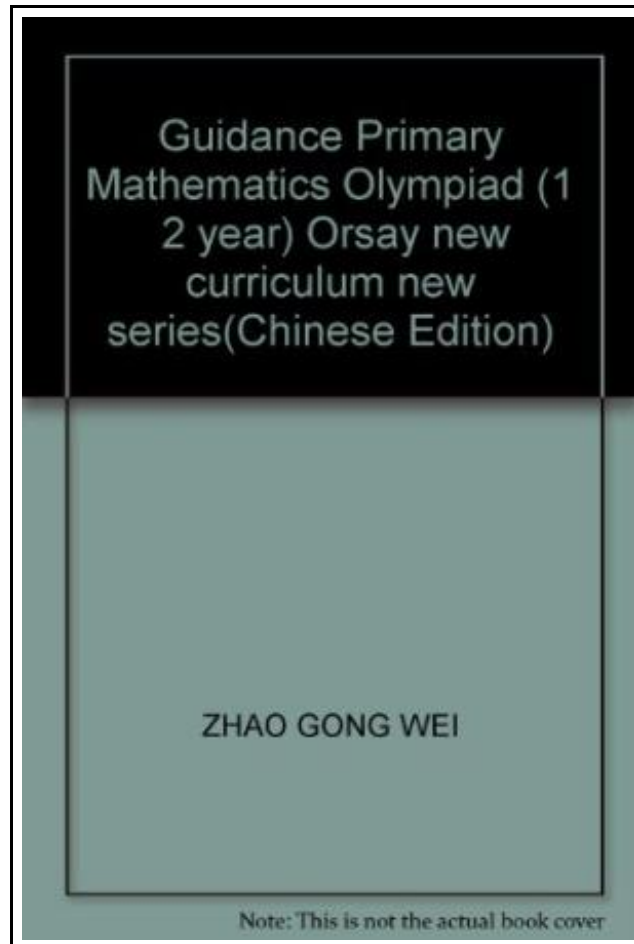 Guidance Primary
Mathematics Olympiad (1
2 year) Orsay new
curriculum new
series(Chinese Edition)
ZHAO GONG WEI
Note: This is not the actual book cover